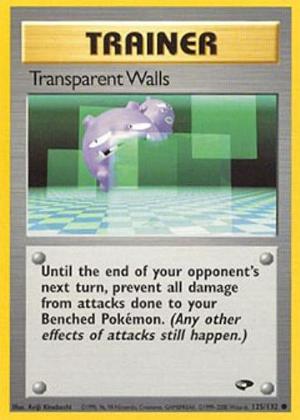 TRAINER
Transparent Walls
Until the end of your opponent's
next turn, prevent all damage
from attacks done to your
Benched Pokémon. (Any other
effects of attacks still happen.)
Illus. Keiji Kinebuchi
125/132